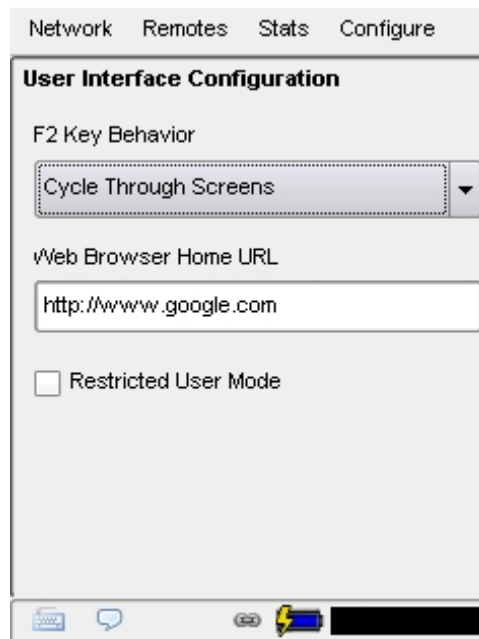 Network Remotes Stats Configure
User Interface Configuration
F2 Key Behavior
Cycle Through Screens
Web Browser Home URL
http://www.google.com
Restricted User Mode